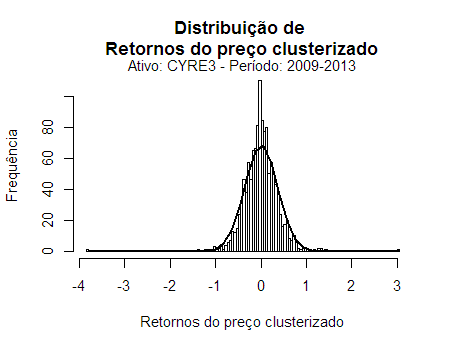 Distribuição de
Retornos do preço clusterizado
Ativo: CYRE3 - Período: 2009-2013
Frequência
80
60
40
20
0
-4 -3 -2 -1 0 1 2 3
Retornos do preço clusterizado